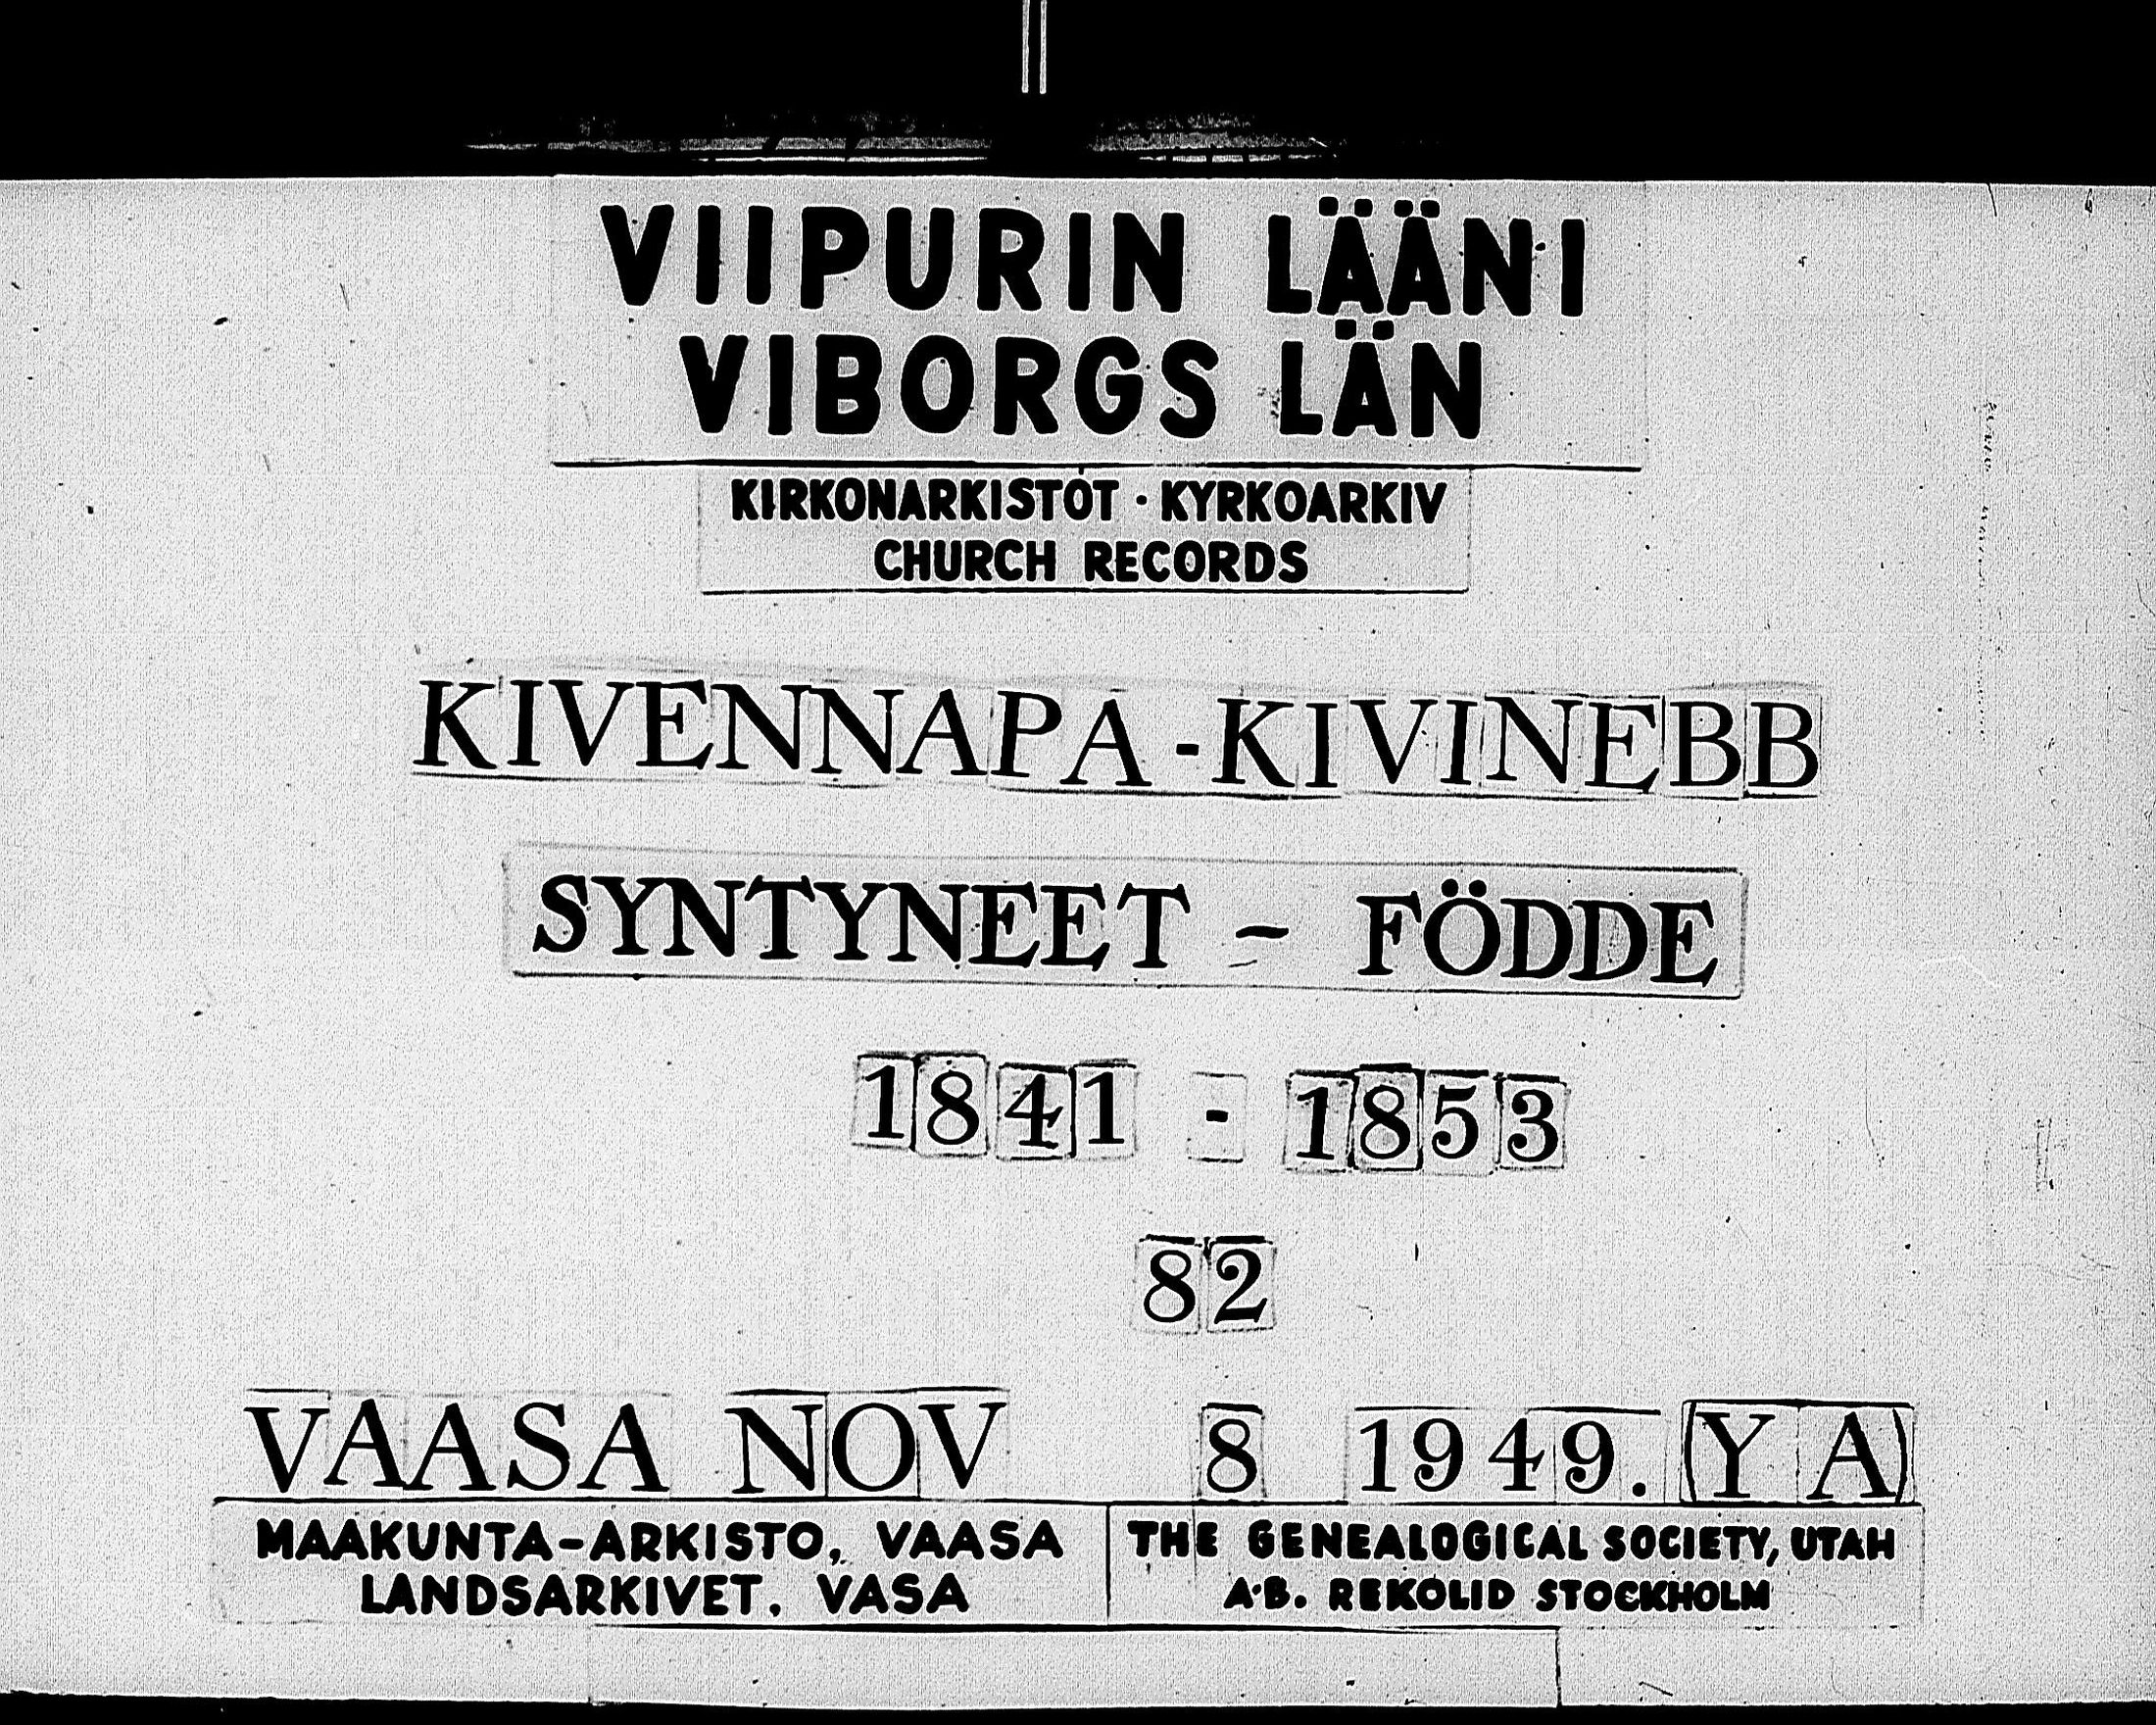 VIIPURIN LÄÄNI
VIBORGS LÄN
KIRKONARKISTOT · KYRKOARKIV
CHURCH RECORDS
KIVENNAPA-KIVINEBB
SYNTYNEET - FÖDDE
1841 - 1853
82
VAASA NOV 8 1949. (YA)
MAAKUNTA-ARKISTO, VAASA
LANDSARKIVET, VASA
THE GENEALOGICAL SOCIETY, UTAH
A·B. REKOLID STOCKHOLM